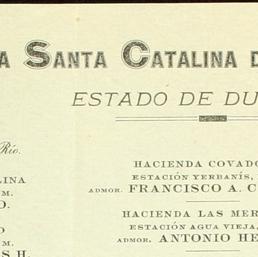 A SANTA CATALINA D
ESTADO DE DU
Río.
HACIENDA COVADO
ESTACIÓN YERBANÍS,
ADMOR. FRANCISCO A. C
LINA
M.
O.
HACIENDA LAS MER
ESTACIÓN AGUA VIEJA,
ADMOR. ANTONIO HE
O
M.
S H.